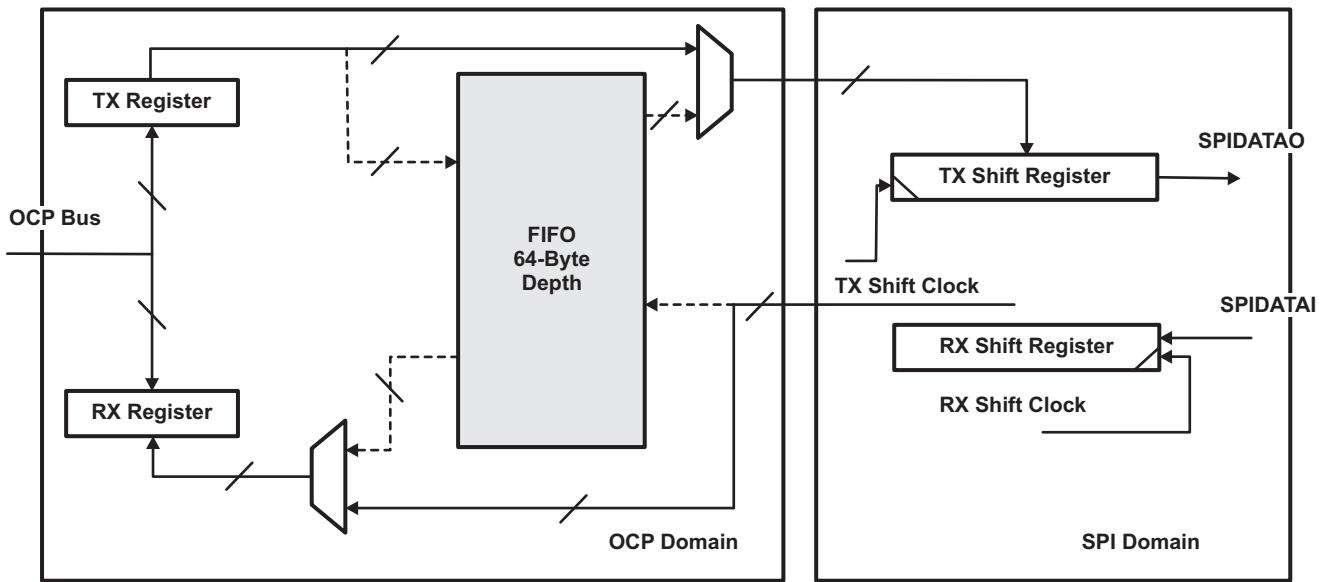 TX Register
SPIDATAO
TX Shift Register
OCP Bus
FIFO
64-Byte
Depth
TX Shift Clock
SPIDATAI
RX Shift Register
RX Register
RX Shift Clock
OCP Domain
SPI Domain